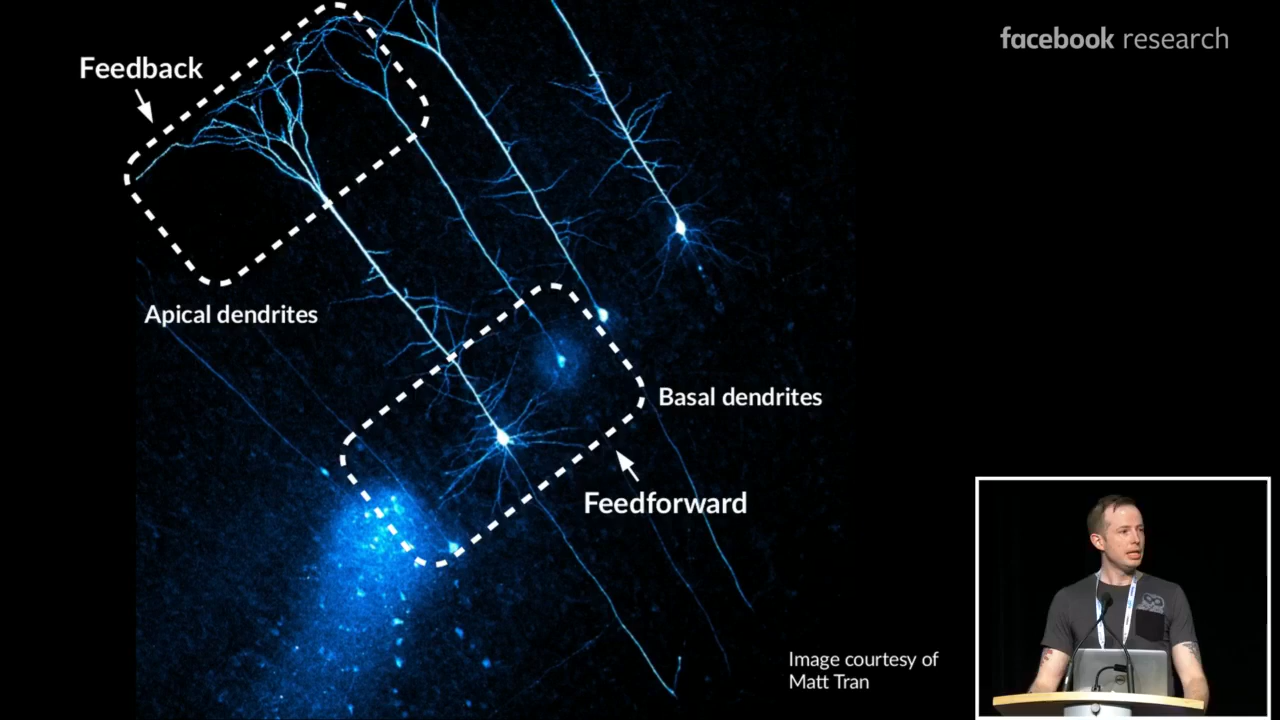 facebook research
Feedback
Apical dendrites
Basal dendrites
Feedforward
Image courtesy of
Matt Tran